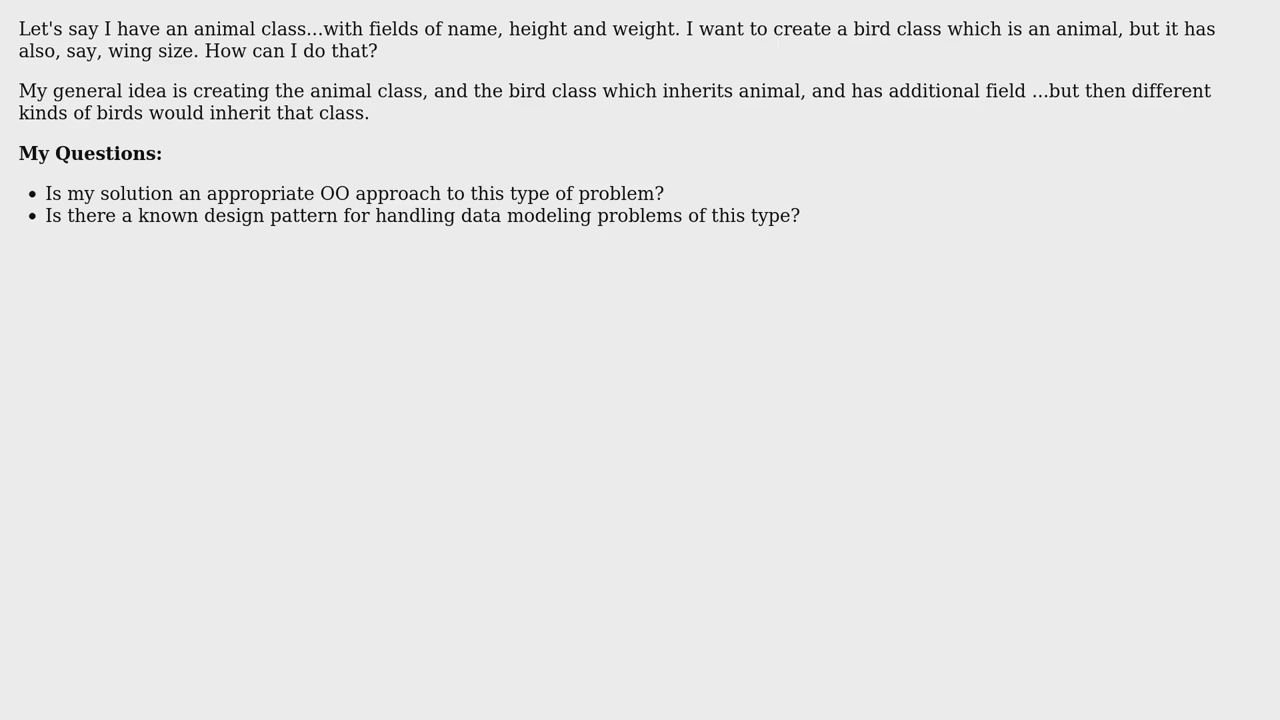 Let's say I have an animal class...with fields of name, height and weight. I want to create a bird class which is an animal, but it has
also, say, wing size. How can I do that?
My general idea is creating the animal class, and the bird class which inherits animal, and has additional field ...but then different
kinds of birds would inherit that class.
My Questions:
• Is my solution an appropriate OO approach to this type of problem?
• Is there a known design pattern for handling data modeling problems of this type?